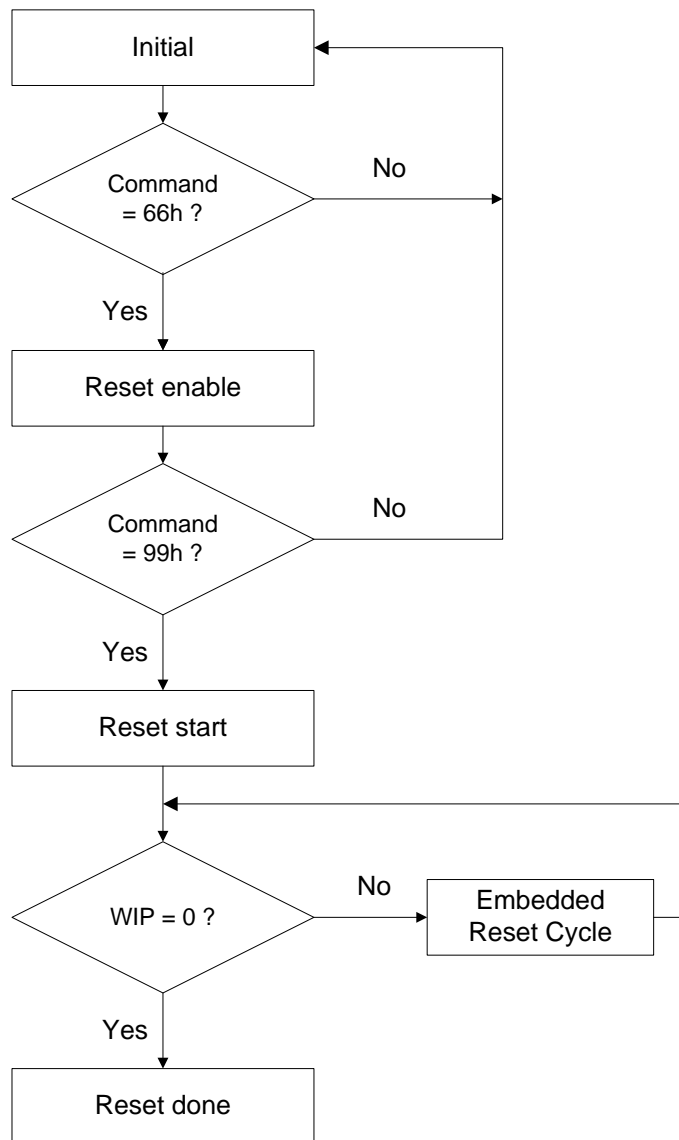 Initial
Command
= 66h ?
No
Yes
Reset enable
Command
= 99h ?
No
Yes
Reset start
WIP = 0 ?
No
Embedded
Reset Cycle
Yes
Reset done